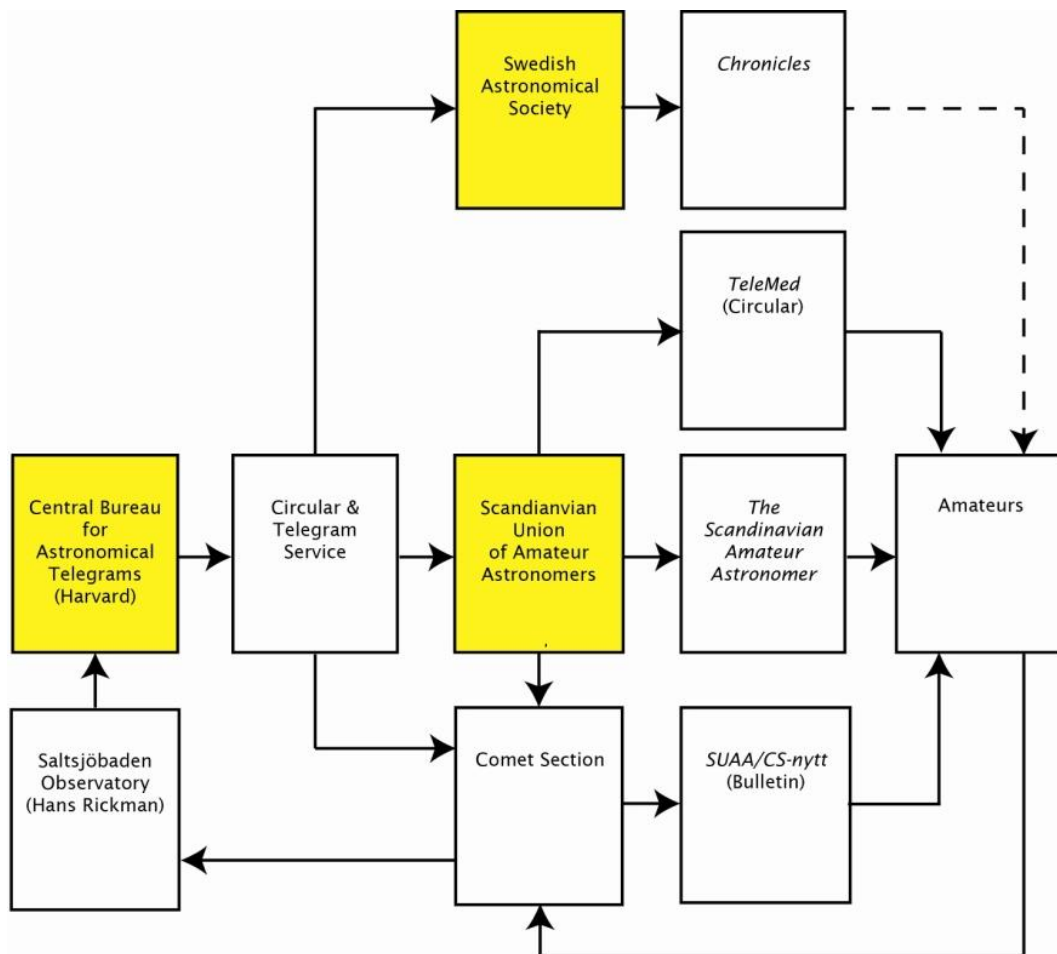 Swedish
Astronomical
Society
Chronicles
TeleMed
(Circular)
Central Bureau
for
Astronomical
Telegrams
(Harvard)
Circular &
Telegram
Service
Scandianvian
Union
of Amateur
Astronomers
The
Scandinavian
Amateur
Astronomer
Amateurs
Saltsjöbaden
Observatory
(Hans Rickman)
Comet Section
SUAA/CS-nytt
(Bulletin)